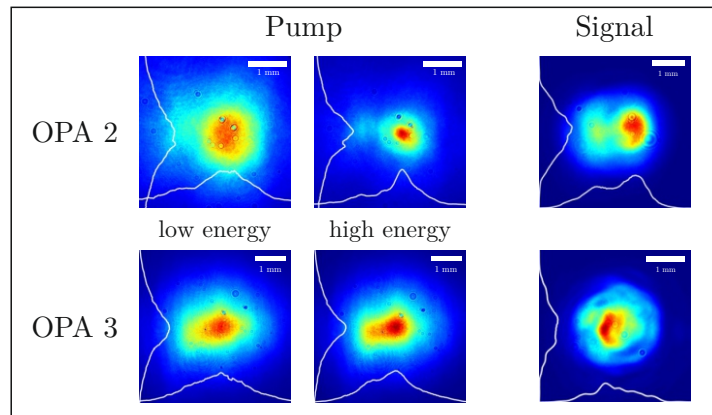 Pump Signal
OPA 2
1 mm 1 mm 1 mm
low energy high energy
OPA 3
1 mm 1 mm 1 mm